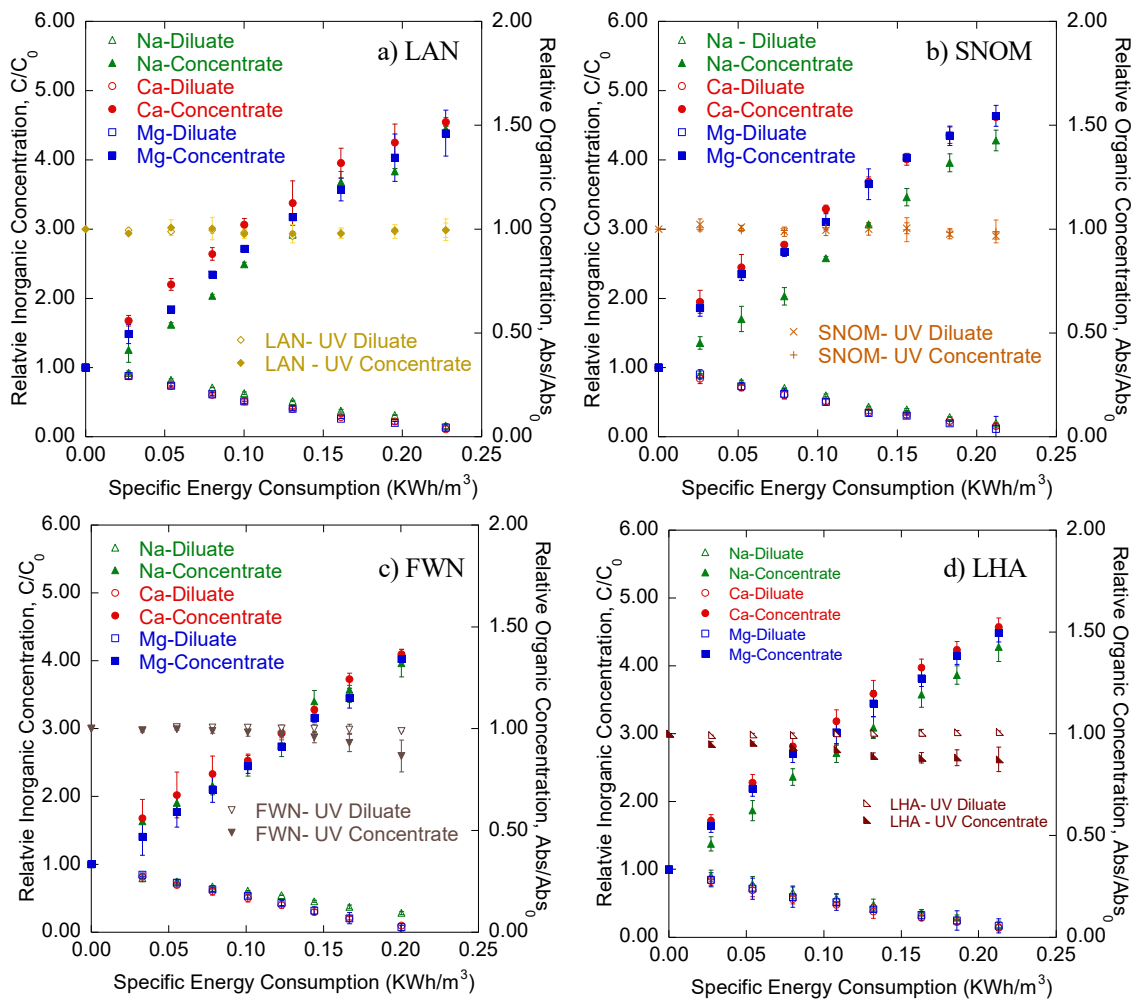 a) LAN
Na-Diluate
Na-Concentrate
Ca-Diluate
Ca-Concentrate
Mg-Diluate
Mg-Concentrate
LAN- UV Diluate
LAN - UV Concentrate
6.00
5.00
4.00
3.00
2.00
1.00
0.00
2.00
1.50
1.00
0.50
0.00
0.00
0.05
0.10
0.15
0.20
0.25
Relatvie Inorganic Concentration, C/C0
Relative Organic Concentration, Abs/Abs0
Specific Energy Consumption (KWh/m3)
b) SNOM
Na - Diluate
Na-Concentrate
Ca-Diluate
Ca-Concentrate
Mg-Diluate
Mg-Concentrate
SNOM- UV Diluate
SNOM- UV Concentrate
6.00
5.00
4.00
3.00
2.00
1.00
0.00
2.00
1.50
1.00
0.50
0.00
0.00
0.05
0.10
0.15
0.20
0.25
Relatvie Inorganic Concentration, C/C0
Relative Organic Concentration, Abs/Abs0
Specific Energy Consumption (KWh/m3)
c) FWN
Na-Diluate
Na-Concentrate
Ca-Diluate
Ca-Concentrate
Mg-Diluate
Mg-Concentrate
FWN- UV Diluate
FWN- UV Concentrate
6.00
5.00
4.00
3.00
2.00
1.00
0.00
2.00
1.50
1.00
0.50
0.00
0.00
0.05
0.10
0.15
0.20
0.25
Relatvie Inorganic Concentration, C/C0
Relative Organic Concentration, Abs/Abs0
Specific Energy Consumption (KWh/m3)
d) LHA
Na-Diluate
Na-Concentrate
Ca-Diluate
Ca-Concentrate
Mg-Diluate
Mg-Concentrate
LHA- UV Diluate
LHA - UV Concentrate
6.00
5.00
4.00
3.00
2.00
1.00
0.00
2.00
1.50
1.00
0.50
0.00
0.00
0.05
0.10
0.15
0.20
0.25
Relatvie Inorganic Concentration, C/C0
Relative Organic Concentration, Abs/Abs0
Specific Energy Consumption (KWh/m3)